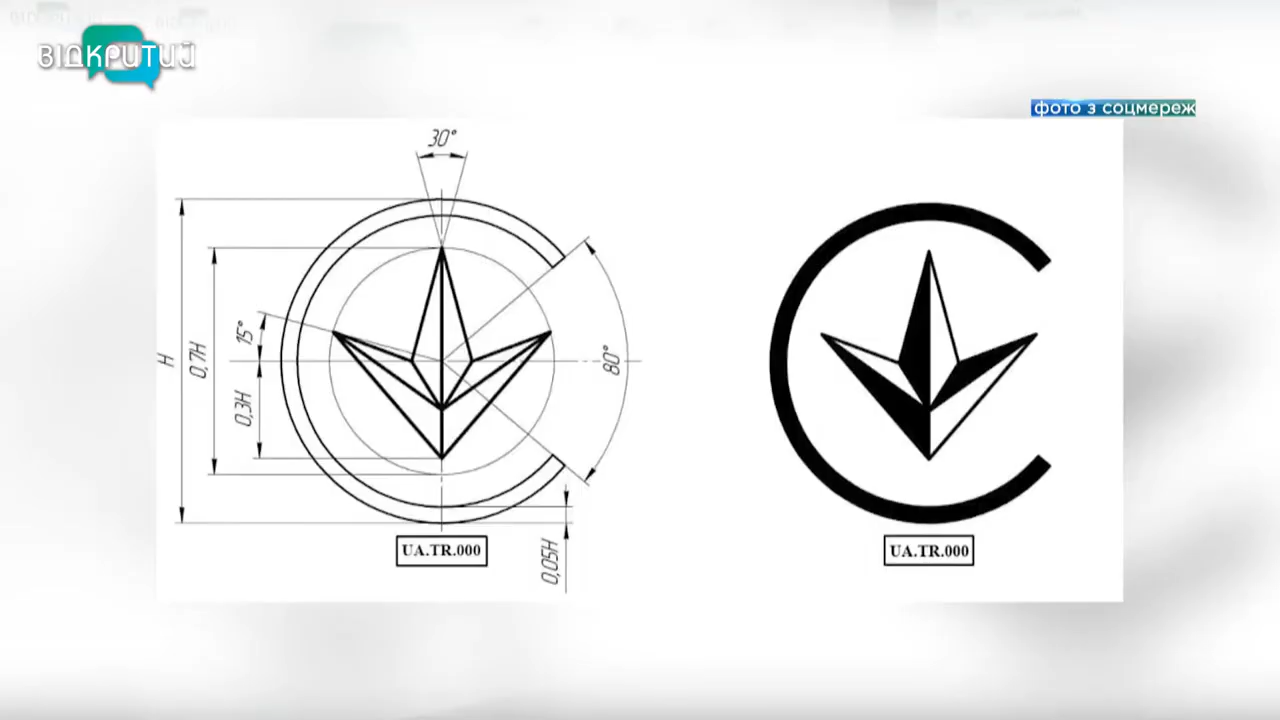 ВІДКРИТИЙ
фото з соцмереж
30°
H
0,7H
15°
0,3H
80°
0,05H
UA.TR.000
UA.TR.000